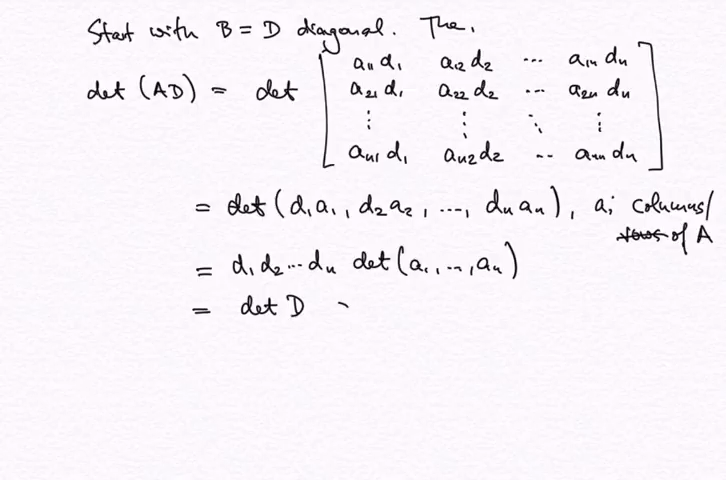 Start with B = D diagonal. The,
det (AD) = det [ a₁₁ d₁ a₁₂ d₂ ... a₁ₙ dₙ
a₂₁ d₁ a₂₂ d₂ ... a₂ₙ dₙ
⋮ ⋮ ⋱ ⋮
aₙ₁ d₁ aₙ₂ d₂ ... aₙₙ dₙ ]
= det (d₁a₁, d₂a₂, ..., dₙaₙ), aᵢ columns/
rows of A
= d₁ d₂ ... dₙ det (a₁, ..., aₙ)
= det D